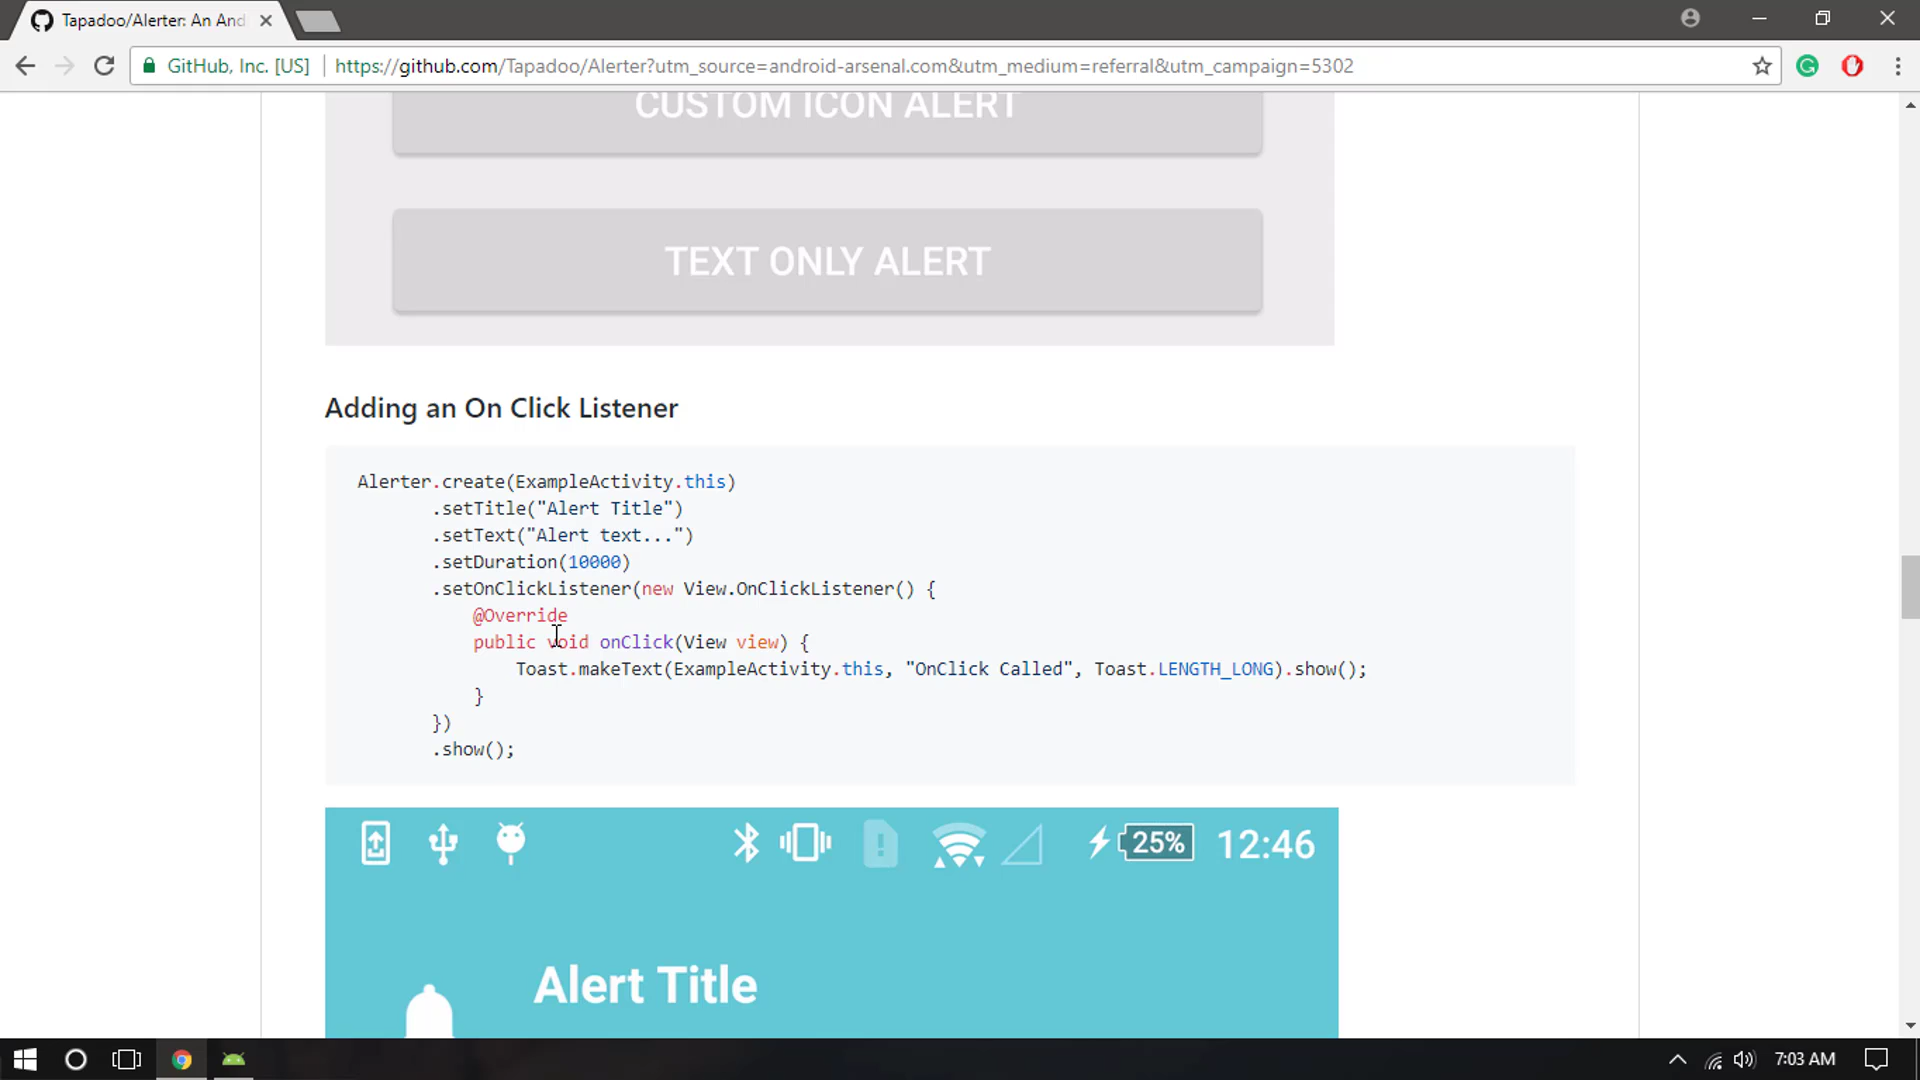 Tapadoo/Alerter: An And
GitHub, Inc. [US]
https://github.com/Tapadoo/Alerter?utm_source=android-arsenal.com&utm_medium=referral&utm_campaign=5302
CUSTOM ICON ALERT
TEXT ONLY ALERT
Adding an On Click Listener
Alerter.create(ExampleActivity.this)
.setTitle("Alert Title")
.setText("Alert text...")
.setDuration(10000)
.setOnClickListener(new View.OnClickListener() {
@Override
public void onClick(View view) {
Toast.makeText(ExampleActivity.this, "OnClick Called", Toast.LENGTH_LONG).show();
}
})
.show();
25% 12:46
Alert Title
7:03 AM